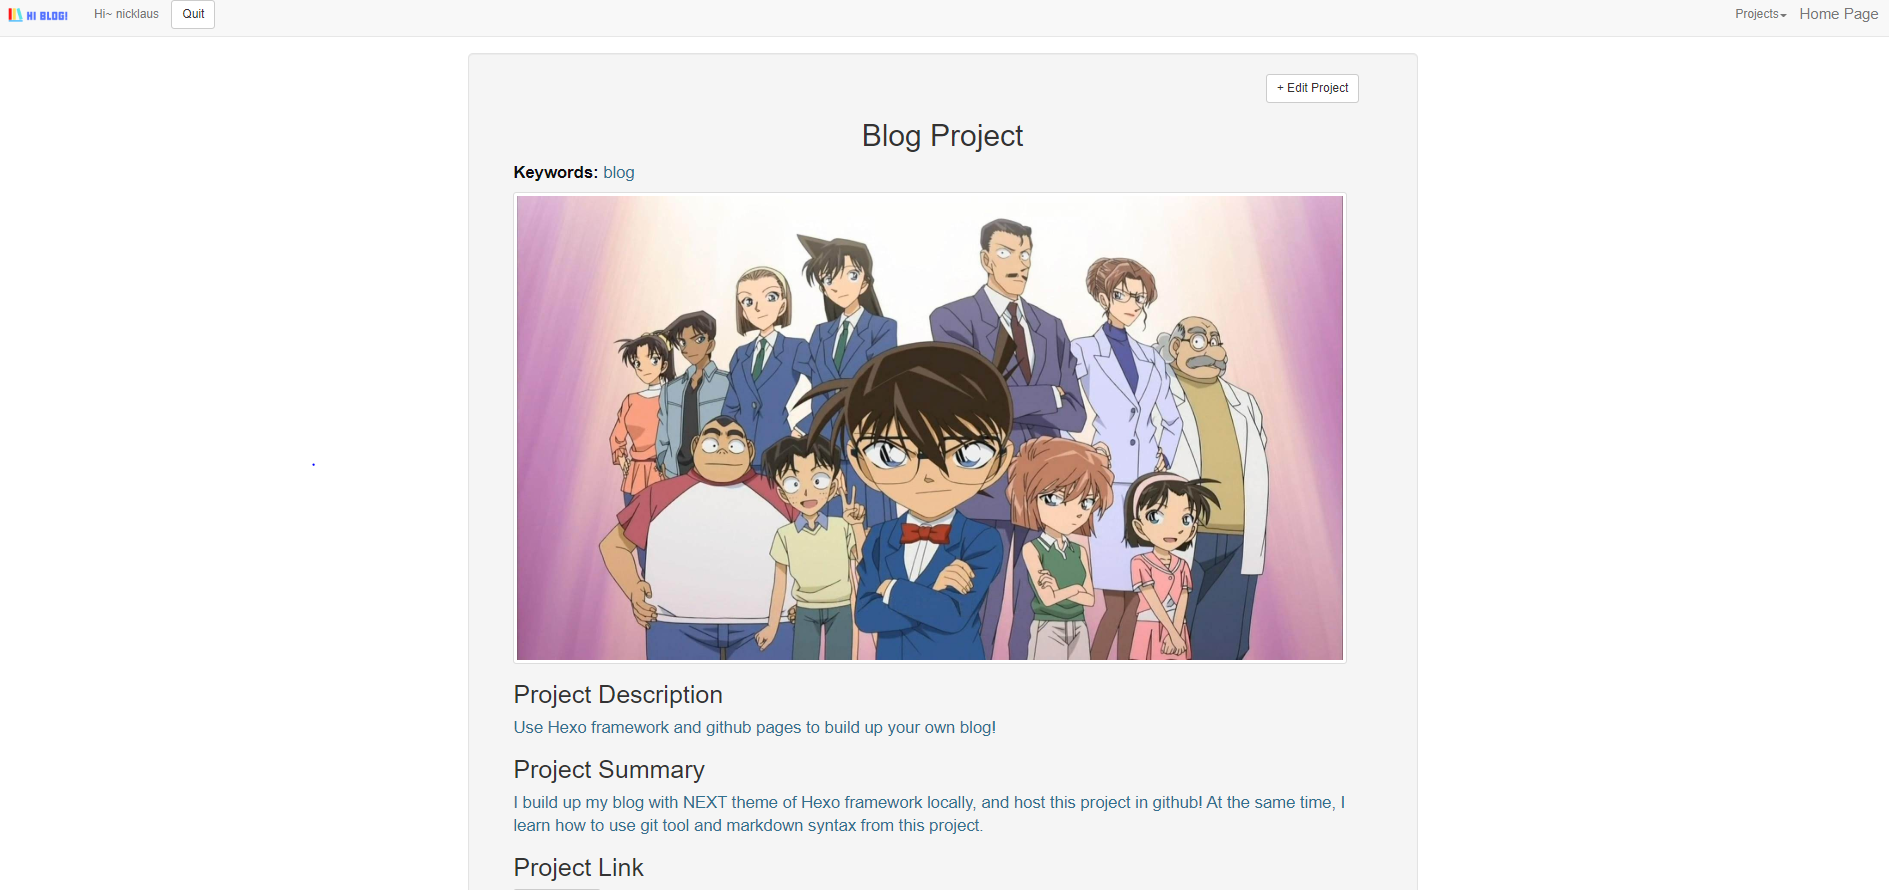 HI BLOG!
Hi~ nicklaus
Quit
Projects
Home Page
+ Edit Project
Blog Project
Keywords: blog
Project Description
Use Hexo framework and github pages to build up your own blog!
Project Summary
I build up my blog with NEXT theme of Hexo framework locally, and host this project in github! At the same time, I
learn how to use git tool and markdown syntax from this project.
Project Link